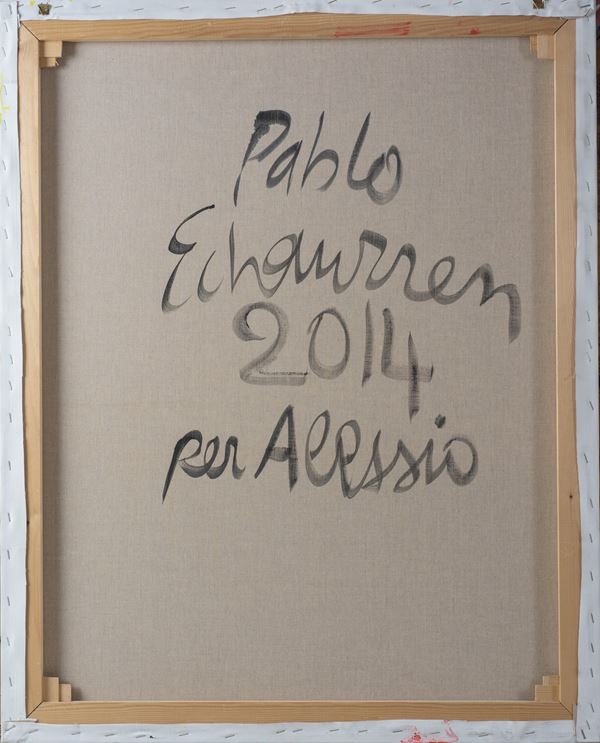 Pablo
Echaurren
2014
per Alessio